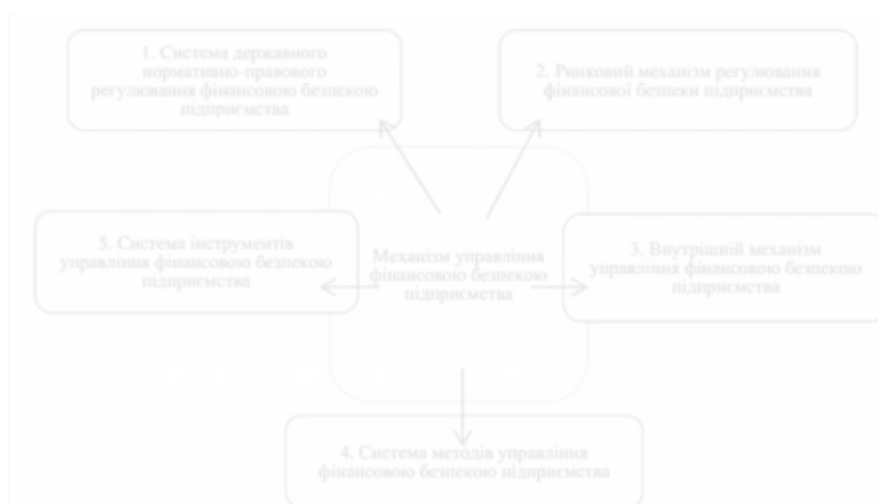 1. Система державного
нормативно-правового
регулювання фінансовою безпекою
підприємства
2. Ринковий механізм регулювання
фінансової безпеки підприємства
5. Система інструментів
управління фінансовою безпекою
підприємства
Механізм управління
фінансовою безпекою
підприємства
3. Внутрішній механізм
управління фінансовою безпекою
підприємства
4. Система методів управління
фінансовою безпекою підприємства